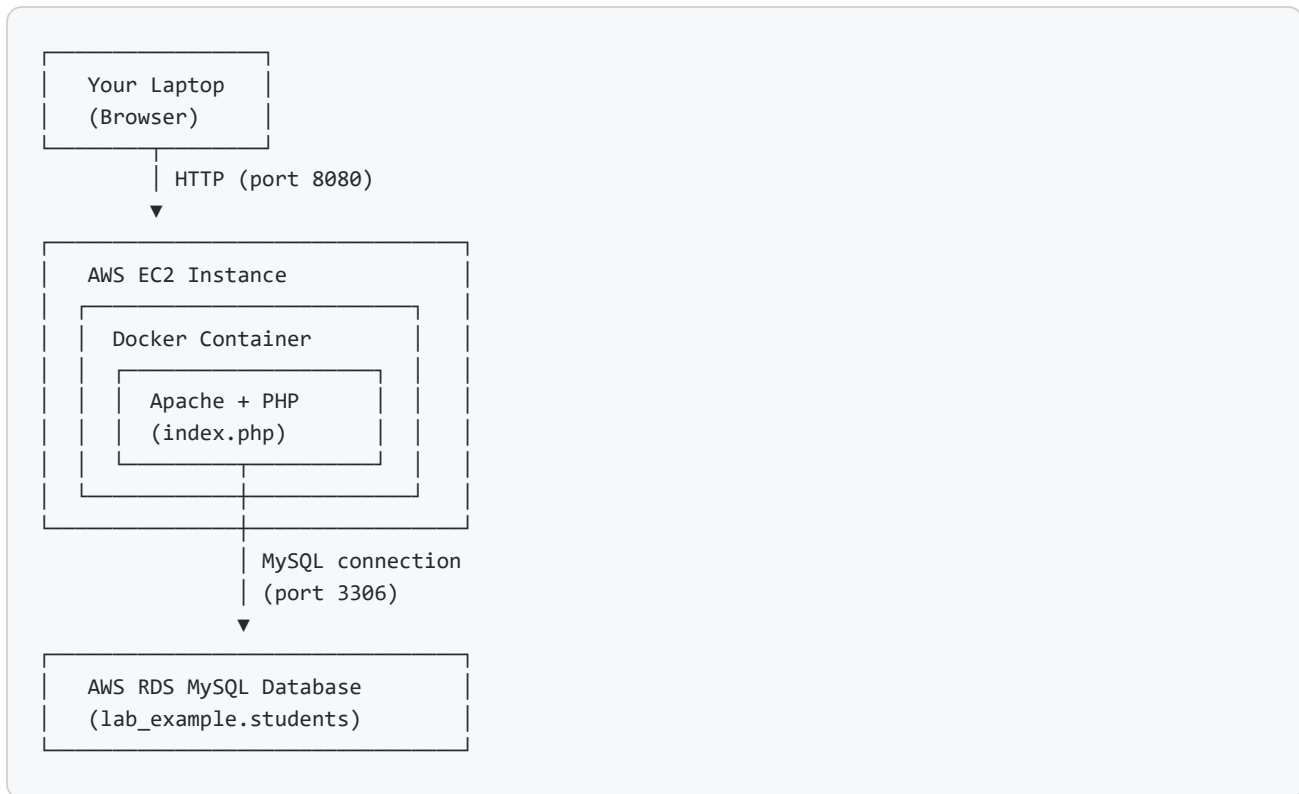 Your Laptop
(Browser)
HTTP (port 8080)
AWS EC2 Instance
Docker Container
Apache + PHP
(index.php)
MySQL connection
(port 3306)
AWS RDS MySQL Database
(lab_example.students)